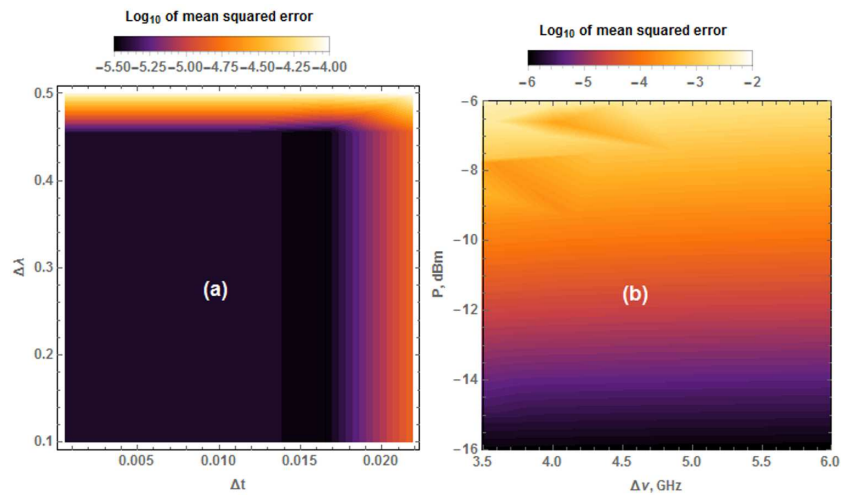 Log10 of mean squared error
−5.50 −5.25 −5.00 −4.75 −4.50 −4.25 −4.00
0.5
0.4
0.3
0.2
0.1
Δλ
(a)
0.005 0.010 0.015 0.020
Δt
Log10 of mean squared error
−6 −5 −4 −3 −2
−6
−8
−10
−12
−14
−16
P, dBm
(b)
3.5 4.0 4.5 5.0 5.5 6.0
Δν, GHz